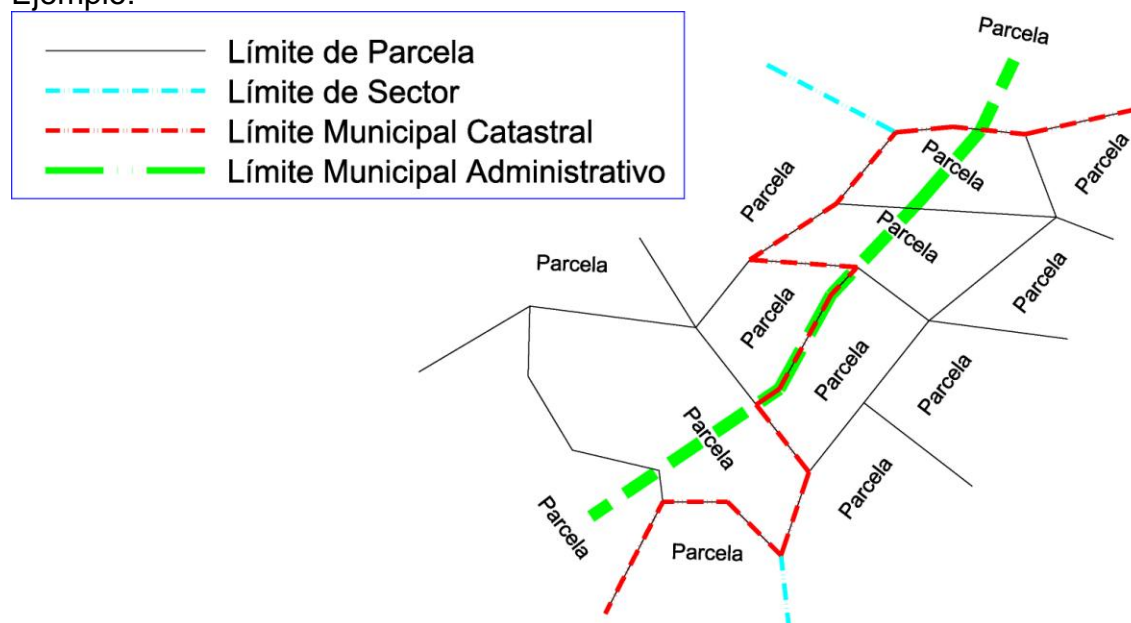 Ejemplo:
Límite de Parcela
Límite de Sector
Límite Municipal Catastral
Límite Municipal Administrativo
Parcela
Parcela
Parcela
Parcela
Parcela
Parcela
Parcela
Parcela
Parcela
Parcela
Parcela
Parcela
Parcela
Parcela